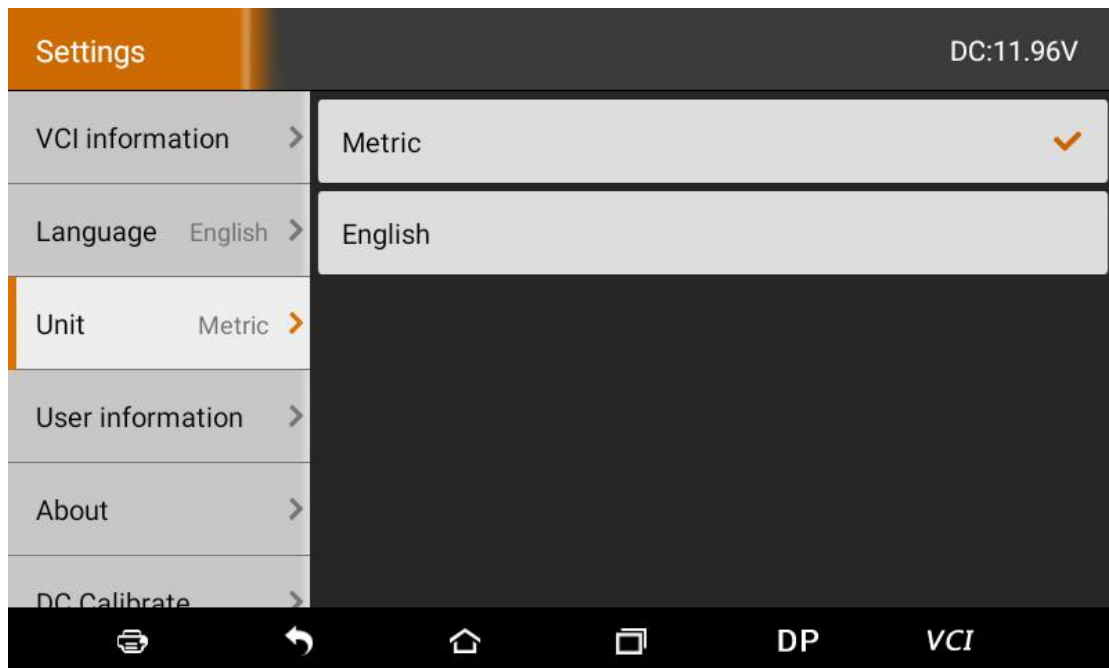 Settings
DC:11.96V
VCI information
Language English
Unit Metric
User information
About
DC Calibrate
Metric
English
DP
VCI